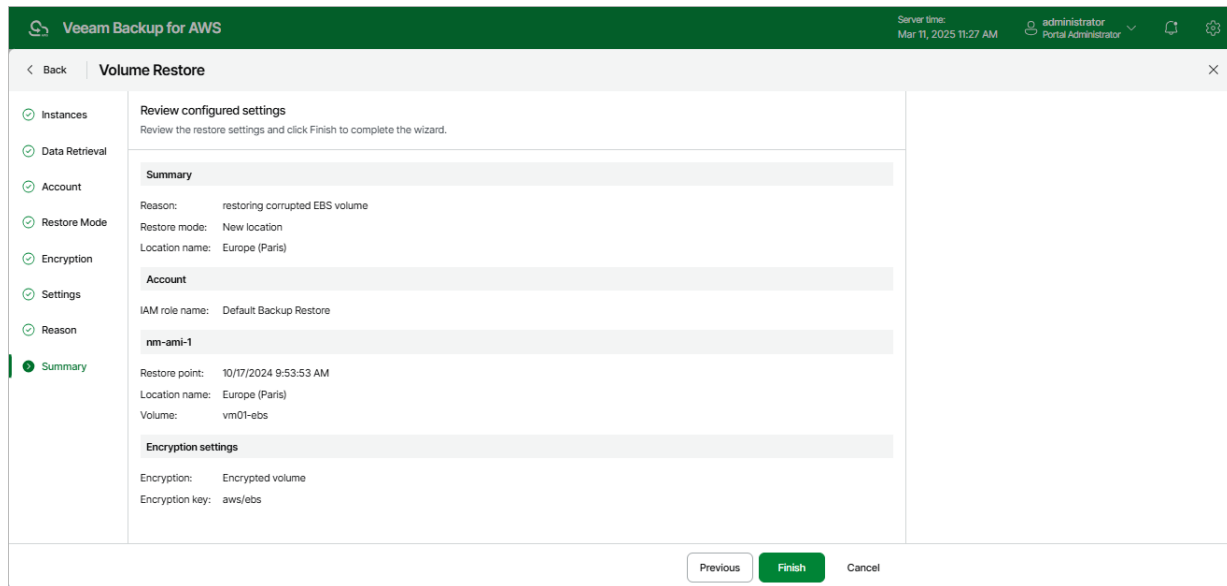 Veeam Backup for AWS
Server time:
Mar 11, 2025 11:27 AM
administrator
Portal Administrator
Back
Volume Restore
Instances
Data Retrieval
Account
Restore Mode
Encryption
Settings
Reason
Summary
Review configured settings
Review the restore settings and click Finish to complete the wizard.
Summary
Reason: restoring corrupted EBS volume
Restore mode: New location
Location name: Europe (Paris)
Account
IAM role name: Default Backup Restore
nm-ami-1
Restore point: 10/17/2024 9:53:53 AM
Location name: Europe (Paris)
Volume: vm01-ebs
Encryption settings
Encryption: Encrypted volume
Encryption key: aws/ebs
Previous Finish Cancel